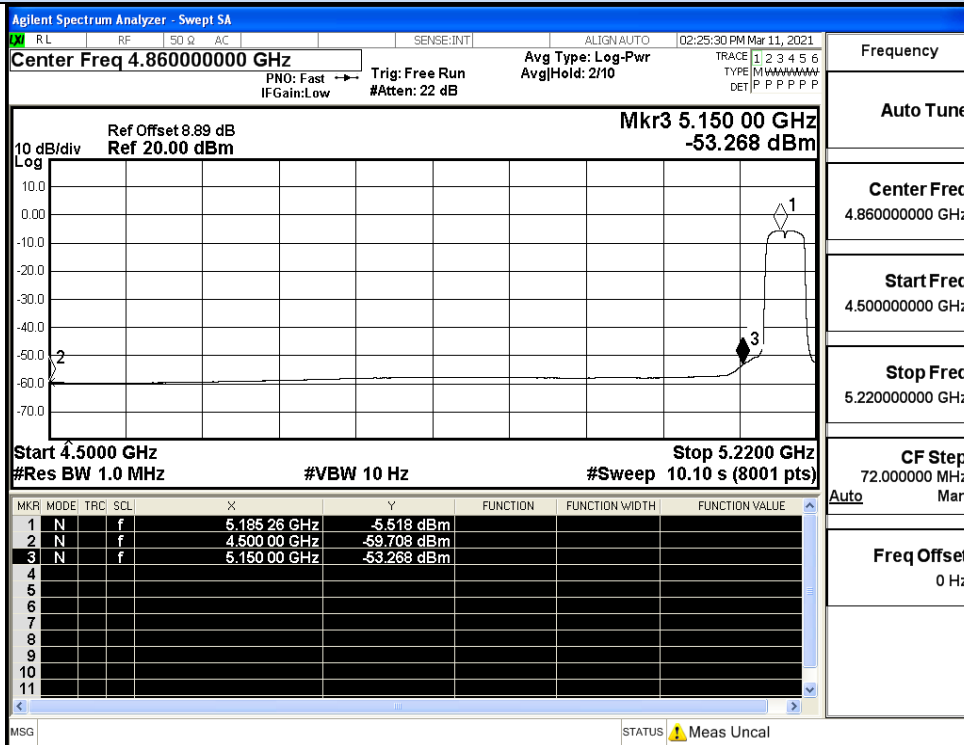 Agilent Spectrum Analyzer - Swept SA
LXI RL RF 50 Ω AC SENSE:INT ALIGN AUTO 02:25:30 PM Mar 11, 2021
Center Freq 4.860000000 GHz
PNO: Fast
IFGain:Low
Trig: Free Run
#Atten: 22 dB
Avg Type: Log-Pwr
Avg|Hold: 2/10
TRACE 1 2 3 4 5 6
TYPE M
DET P P P P P P
Mkr3 5.150 00 GHz
-53.268 dBm
Ref Offset 8.89 dB
10 dB/div Ref 20.00 dBm
Log
10.0
0.00
-10.0
-20.0
-30.0
-40.0
-50.0
-60.0
-70.0
1
2
3
Start 4.5000 GHz Stop 5.2200 GHz
#Res BW 1.0 MHz #VBW 10 Hz #Sweep 10.10 s (8001 pts)
MKR MODE TRC SCL X Y FUNCTION FUNCTION WIDTH FUNCTION VALUE
1 N f 5.185 26 GHz -5.518 dBm
2 N f 4.500 00 GHz -59.708 dBm
3 N f 5.150 00 GHz -53.268 dBm
4
5
6
7
8
9
10
11
MSG STATUS Meas Uncal
Frequency
Auto Tune
Center Freq
4.860000000 GHz
Start Freq
4.500000000 GHz
Stop Freq
5.220000000 GHz
CF Step
72.000000 MHz
Auto Man
Freq Offset
0 Hz